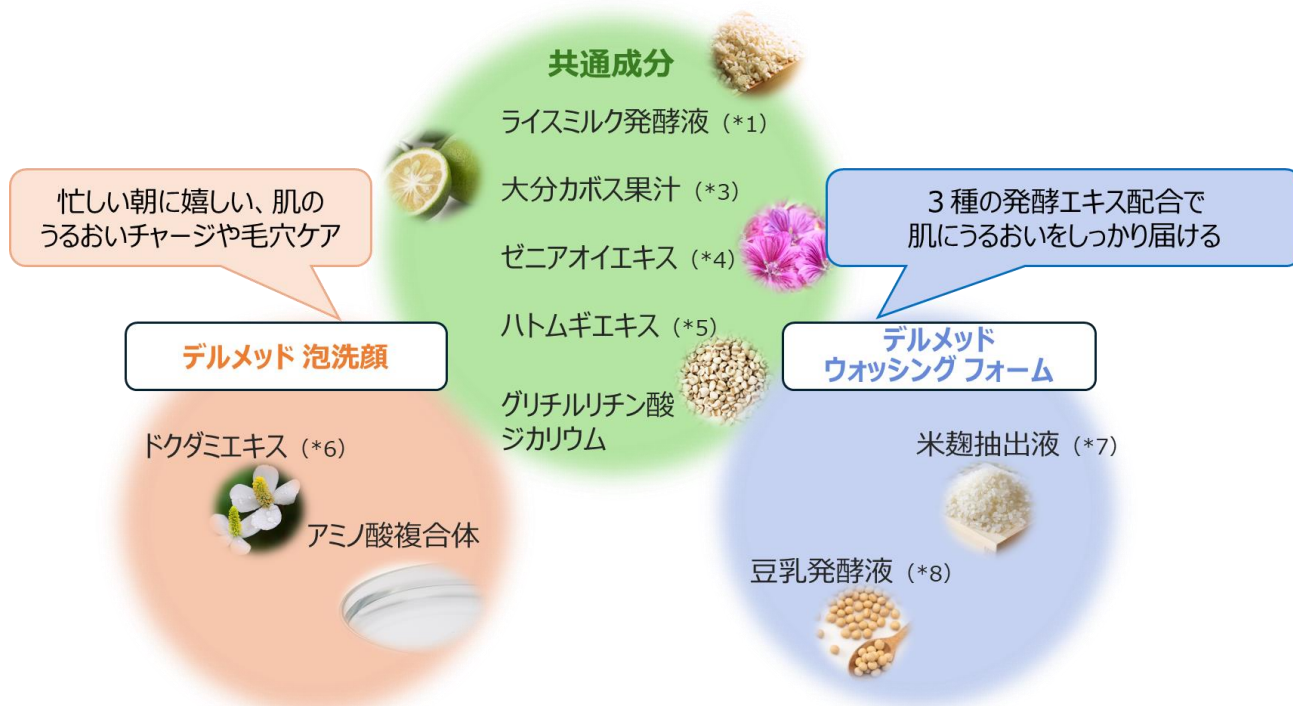 共通成分
ライスミルク発酵液 (*1)
大分カボス果汁 (*3)
ゼニアオイエキス (*4)
ハトムギエキス (*5)
グリチルリチン酸
ジカリウム
忙しい朝に嬉しい、肌の
うるおいチャージや毛穴ケア
デルメッド 泡洗顔
ドクダミエキス (*6)
アミノ酸複合体
3種の発酵エキス配合で
肌にうるおいをしっかり届ける
デルメッド
ウォッシング フォーム
米麹抽出液 (*7)
豆乳発酵液 (*8)